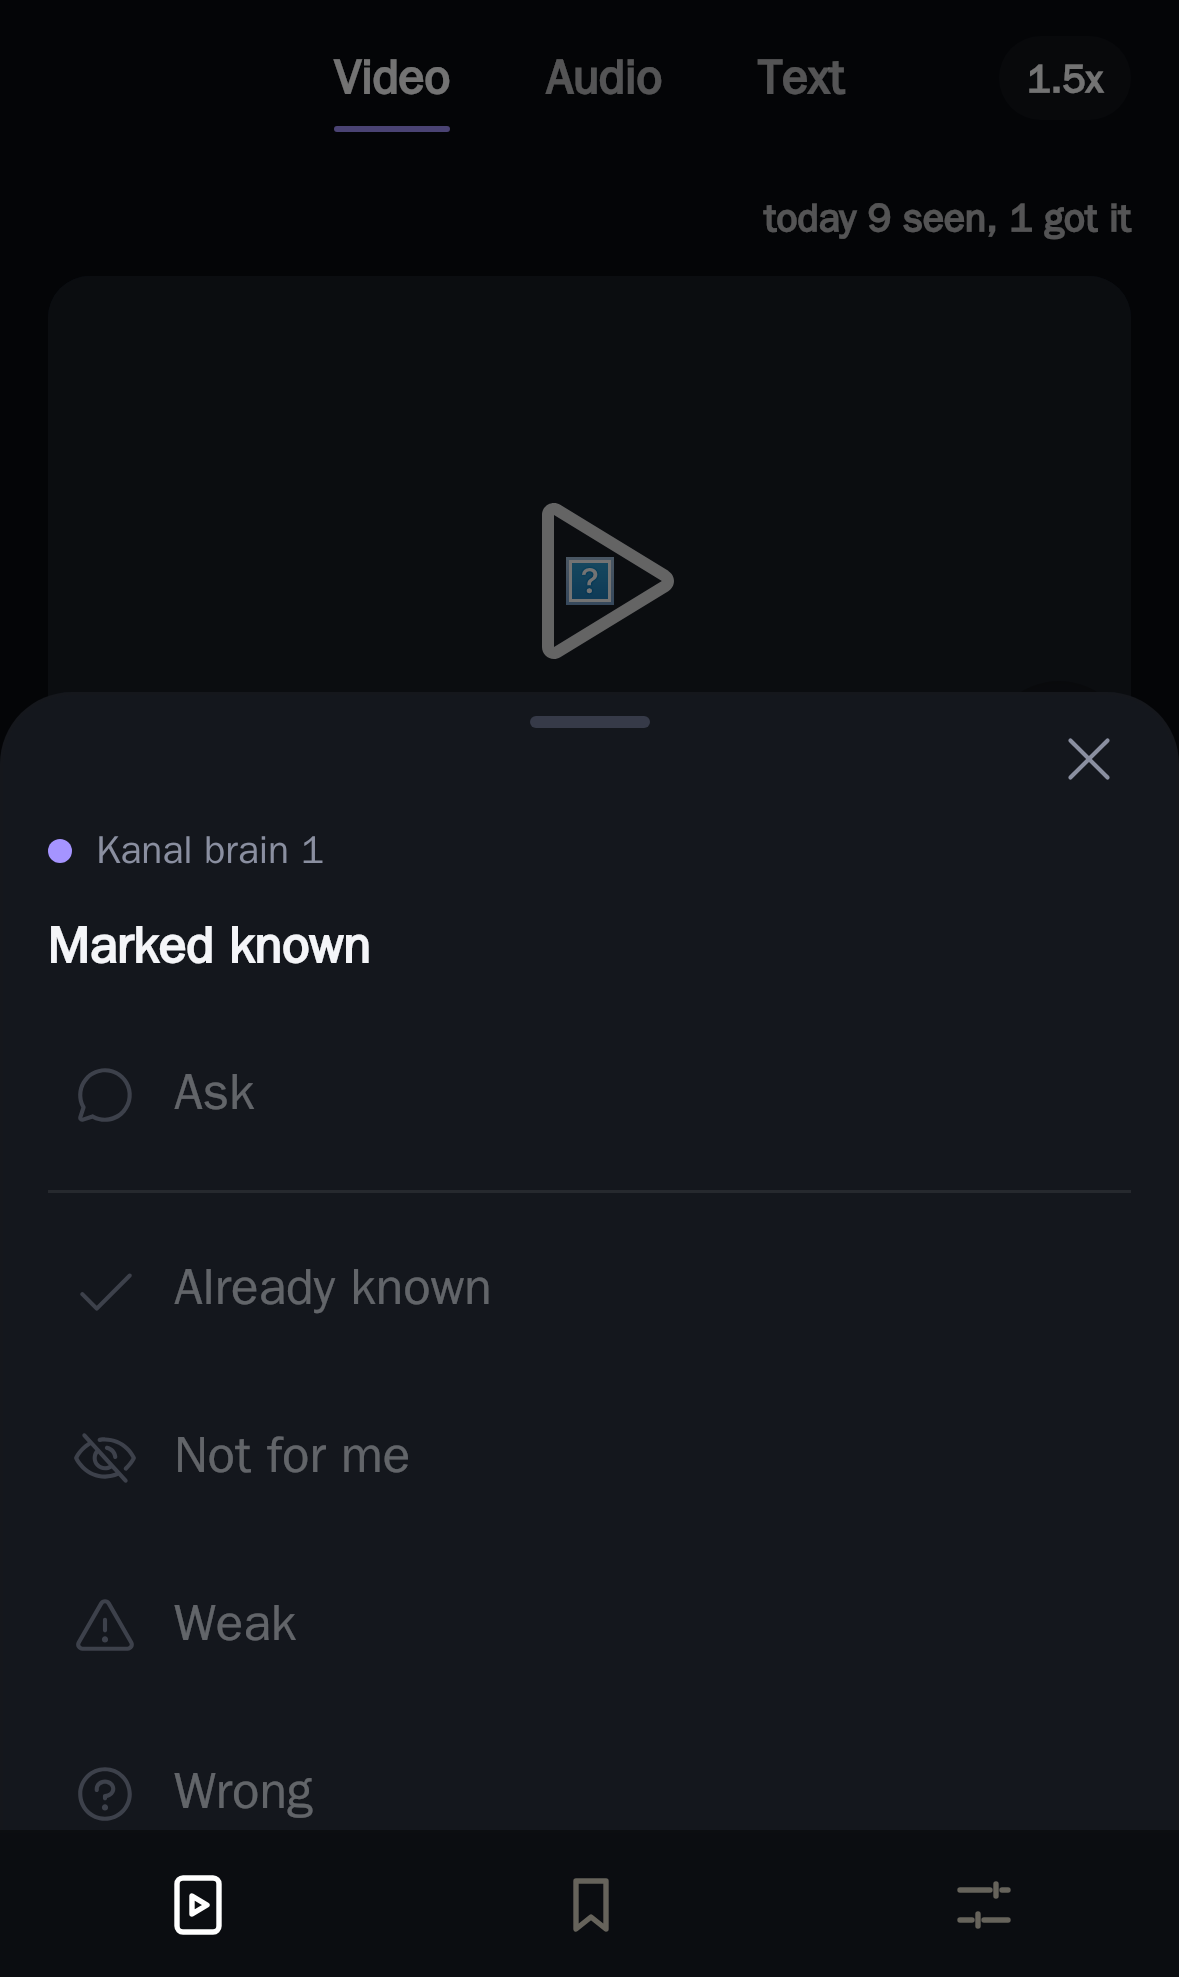 Video Audio Text 1.5x
today 9 seen, 1 got it
?
Kanal brain 1
Marked known
Ask
Already known
Not for me
Weak
Wrong